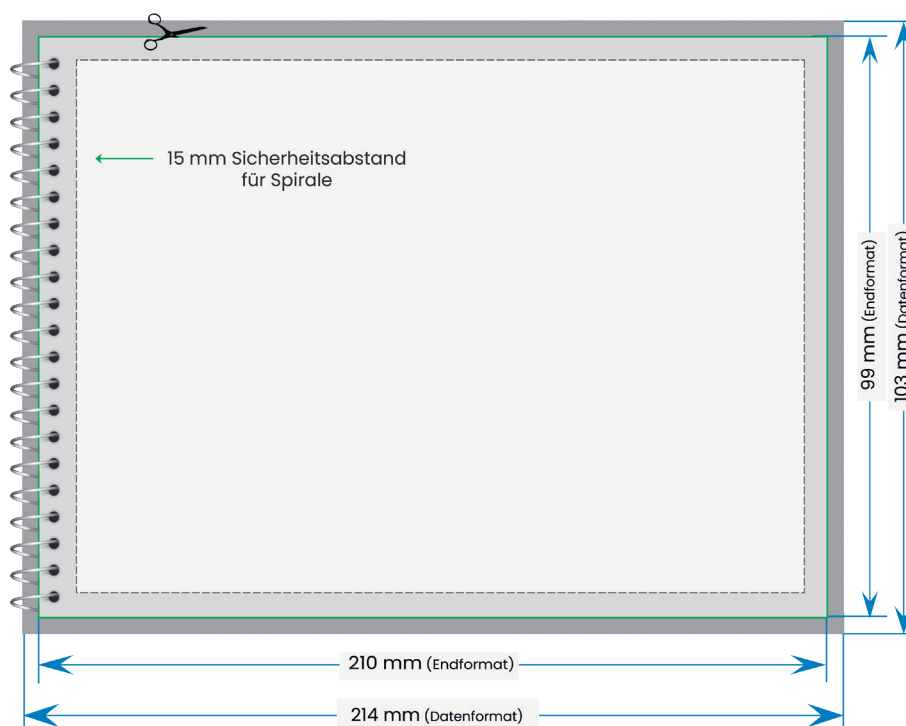 15 mm Sicherheitsabstand
für Spirale
99 mm (Endformat)
103 mm (Datenformat)
210 mm (Endformat)
214 mm (Datenformat)